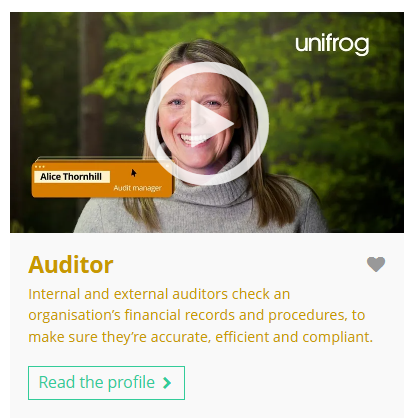 unifrog
Alice Thornhill
Audit manager
Auditor
Internal and external auditors check an
organisation’s financial records and procedures, to
make sure they’re accurate, efficient and compliant.
Read the profile